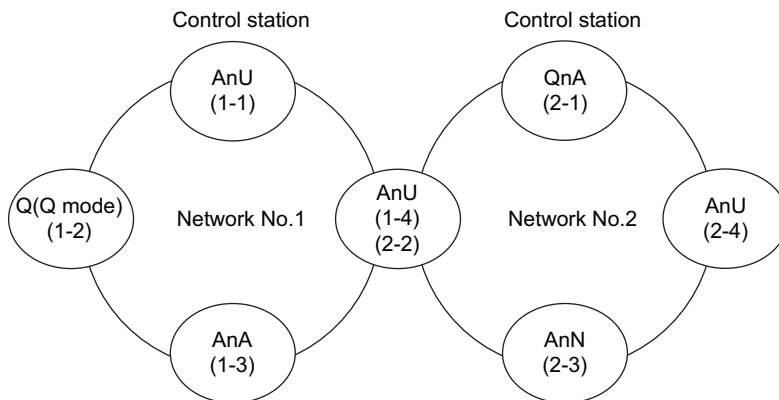 Control station
Control station
AnU
(1-1)
QnA
(2-1)
Q(Q mode)
(1-2)
Network No.1
AnU
(1-4)
(2-2)
Network No.2
AnU
(2-4)
AnA
(1-3)
AnN
(2-3)